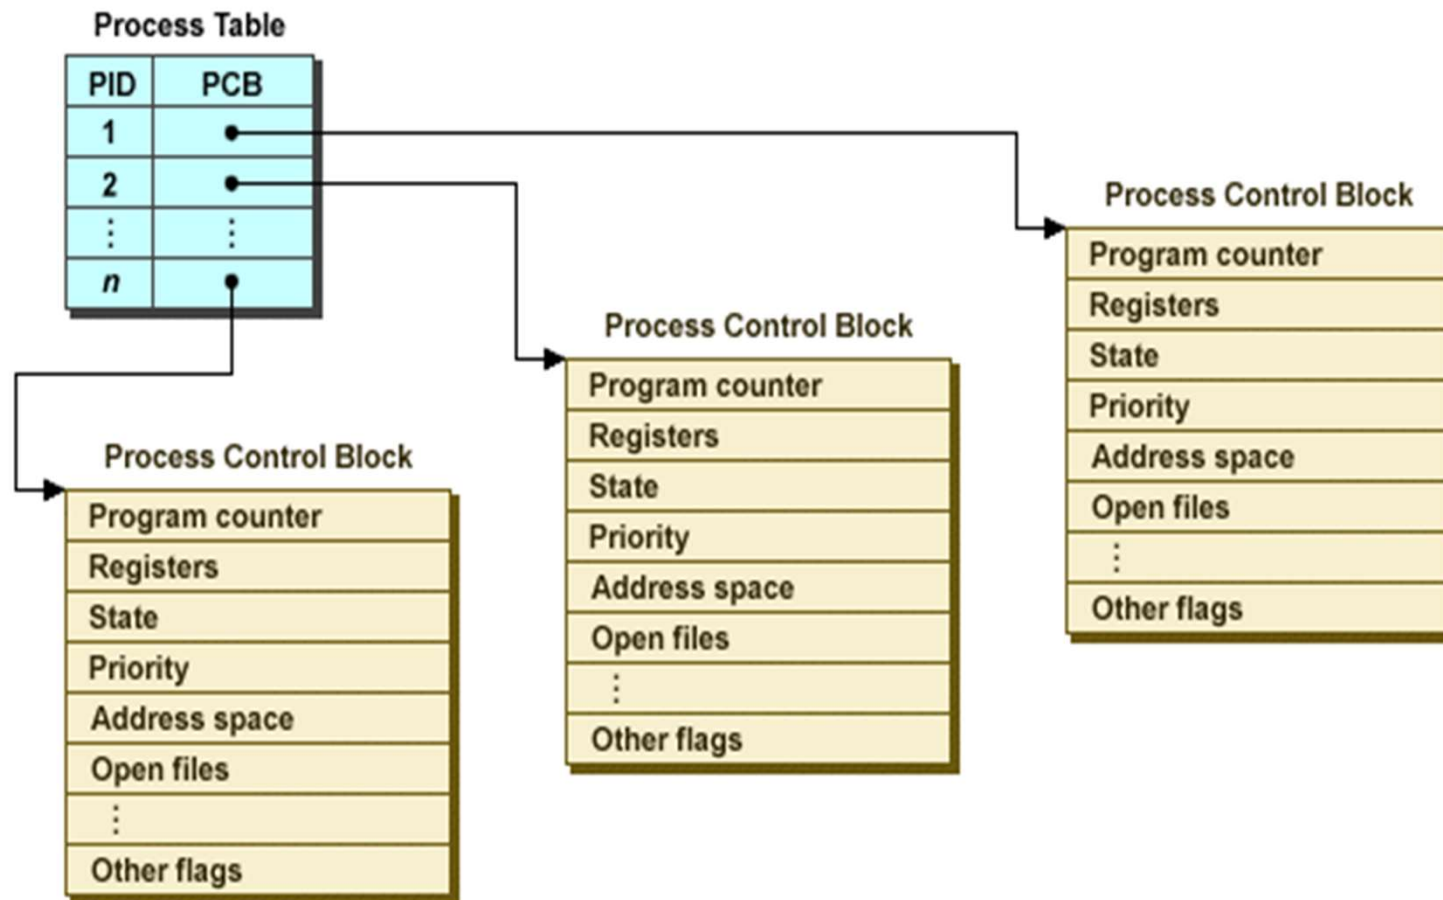 Process Table
PID PCB
1
2
⋮ ⋮
n
Process Control Block
Program counter
Registers
State
Priority
Address space
Open files
⋮
Other flags
Process Control Block
Program counter
Registers
State
Priority
Address space
Open files
⋮
Other flags
Process Control Block
Program counter
Registers
State
Priority
Address space
Open files
⋮
Other flags